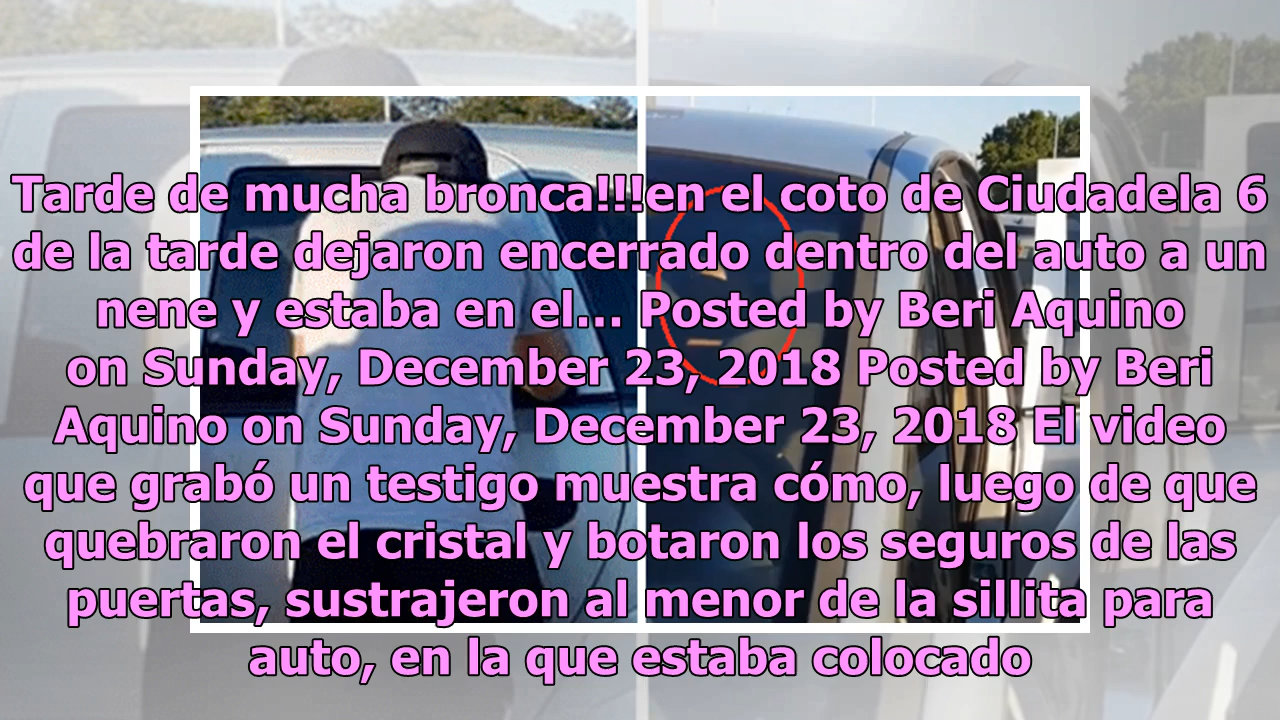 Tarde de mucha bronca!!!en el coto de Ciudadela 6
de la tarde dejaron encerrado dentro del auto a un
nene y estaba en el... Posted by Beri Aquino
on Sunday, December 23, 2018 Posted by Beri
Aquino on Sunday, December 23, 2018 El video
que grabó un testigo muestra cómo, luego de que
quebraron el cristal y botaron los seguros de las
puertas, sustrajeron al menor de la sillita para
auto, en la que estaba colocado